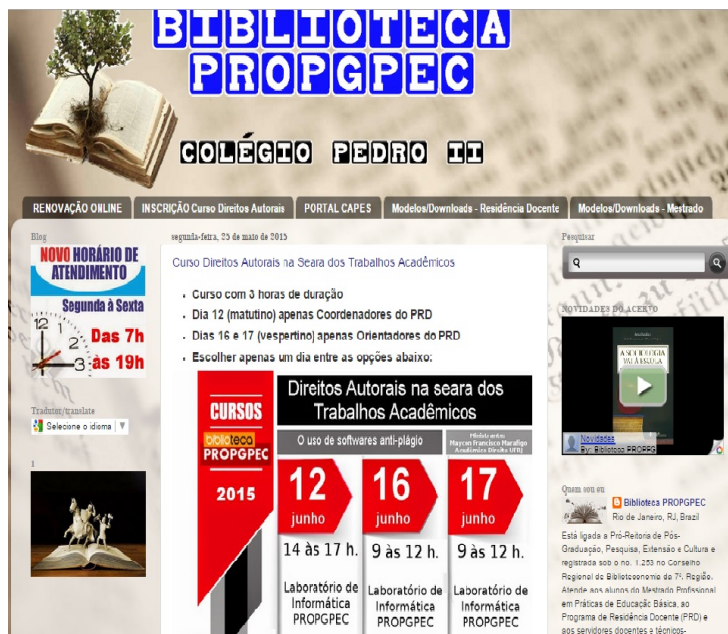 BIBLIOTECA
PROPGPEC
COLÉGIO PEDRO II
RENOVAÇÃO ONLINE
INSCRIÇÃO Curso Direitos Autorais
PORTAL CAPES
Modelos/Downloads - Residência Docente
Modelos/Downloads - Mestrado
Blog
NOVO HORÁRIO DE
ATENDIMENTO
Segunda à Sexta
12
1
2
3
Das 7h
às 19h
Tradutor/translate
Selecione o idioma
1
segunda-feira, 25 de maio de 2015
Curso Direitos Autorais na Seara dos Trabalhos Acadêmicos
Curso com 3 horas de duração
Dia 12 (matutino) apenas Coordenadores do PRD
Dias 16 e 17 (vespertino) apenas Orientadores do PRD
Escolher apenas um dia entre as opções abaixo:
CURSOS
biblioteca
PROPGPEC
2015
Direitos Autorais na seara dos
Trabalhos Acadêmicos
O uso de softwares anti-plágio
Ministrante:
Maycon Francisco Marafigo
Acadêmico Direito UFRJ
12
junho
14 às 17 h.
Laboratório de
Informática
PROPGPEC
16
junho
9 às 12 h.
Laboratório de
Informática
PROPGPEC
17
junho
9 às 12 h.
Laboratório de
Informática
PROPGPEC
Pesquisar
NOVIDADES DO ACERVO
A SOCIOLOGIA
VAI À ESCOLA
Novidades
By: Biblioteca PROPPG
Quem sou eu
Biblioteca PROPGPEC
Rio de Janeiro, RJ, Brazil
Está ligada a Pró-Reitoria de Pós-
Graduação, Pesquisa, Extensão e Cultura e
registrada sob o no. 1.253 no Conselho
Regional de Biblioteconomia da 7ª. Região.
Atende aos alunos do Mestrado Profissional
em Práticas de Educação Básica, ao
Programa de Residência Docente (PRD) e
aos servidores docentes e técnicos-